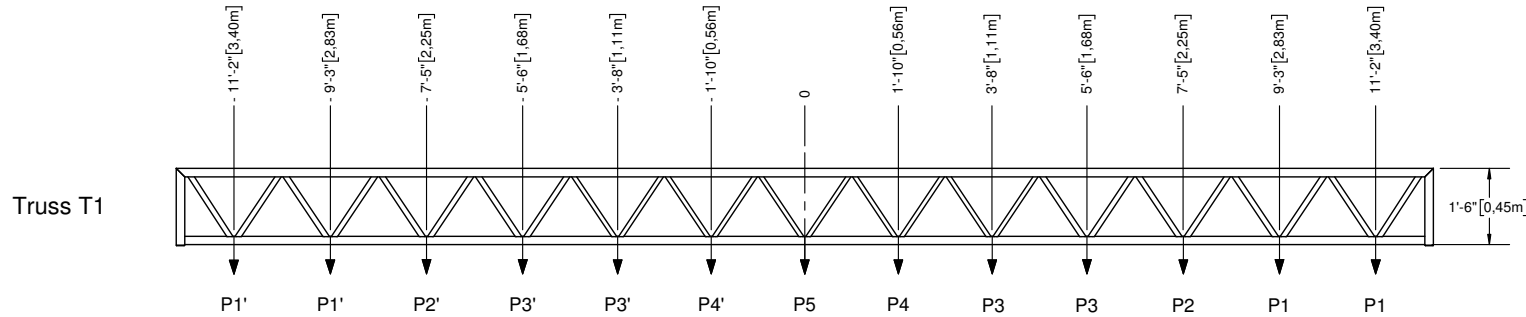 - 11'-2"[3,40m]
- 9'-3"[2,83m]
- 7'-5"[2,25m]
- 5'-6"[1,68m]
- 3'-8"[1,11m]
- 1'-10"[0,56m]
0
1'-10"[0,56m]
3'-8"[1,11m]
5'-6"[1,68m]
7'-5"[2,25m]
9'-3"[2,83m]
11'-2"[3,40m]
Truss T1
1'-6"[0,45m]
P1' P1' P2' P3' P3' P4' P5 P4 P3 P3 P2 P1 P1